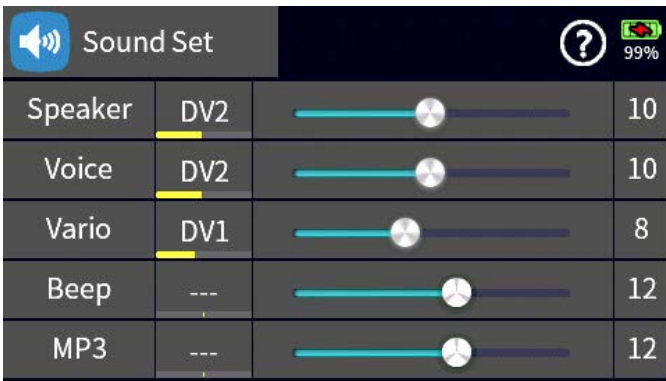 Sound Set ? 99%
Speaker DV2 10
Voice DV2 10
Vario DV1 8
Beep --- 12
MP3 --- 12